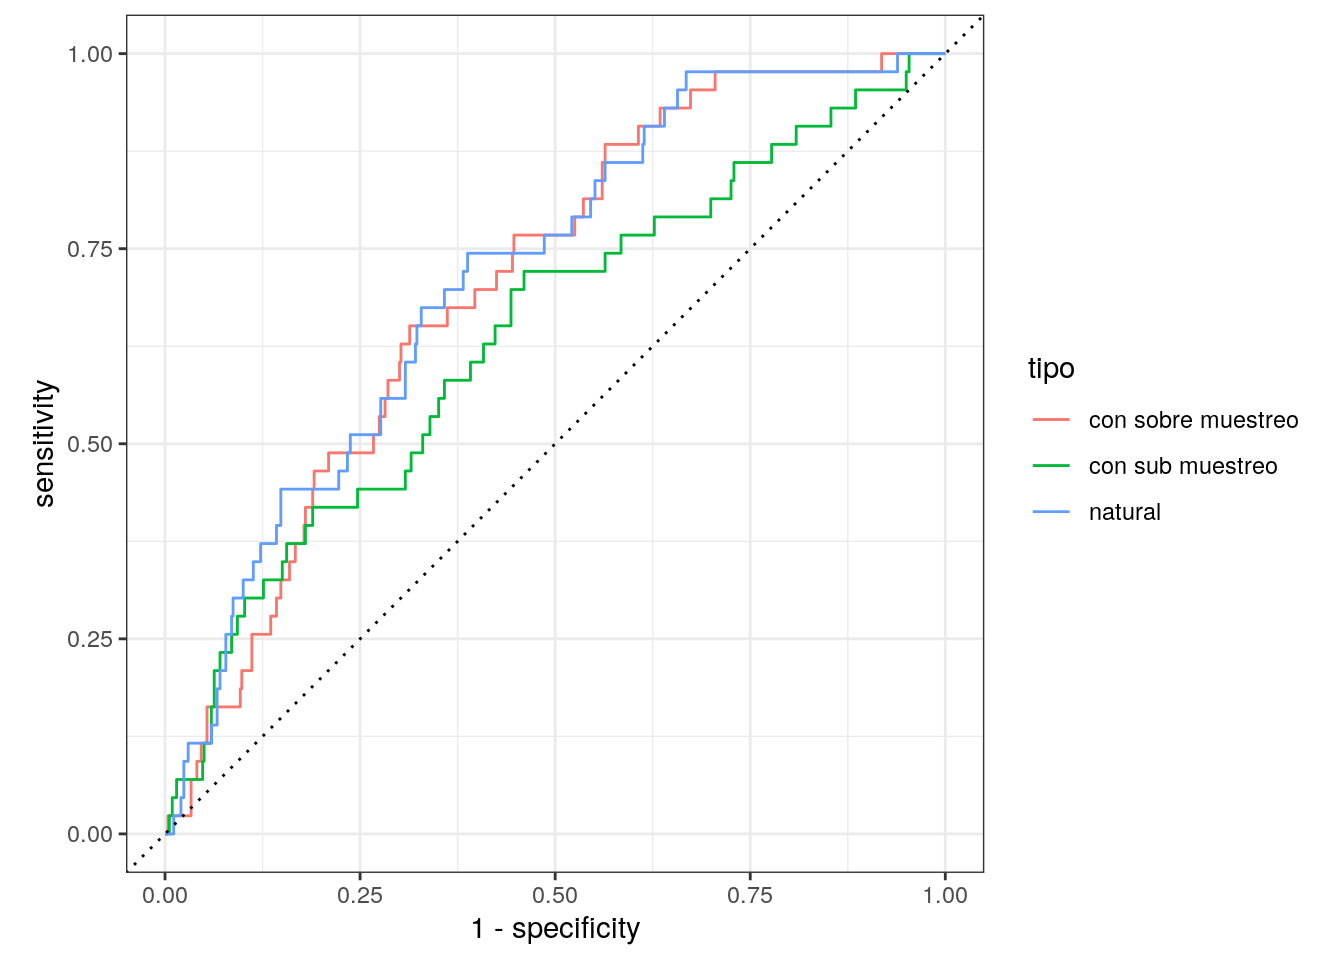 1.00
0.75
0.50
0.25
0.00
sensitivity
0.00 0.25 0.50 0.75 1.00
1 - specificity
tipo
con sobre muestreo
con sub muestreo
natural